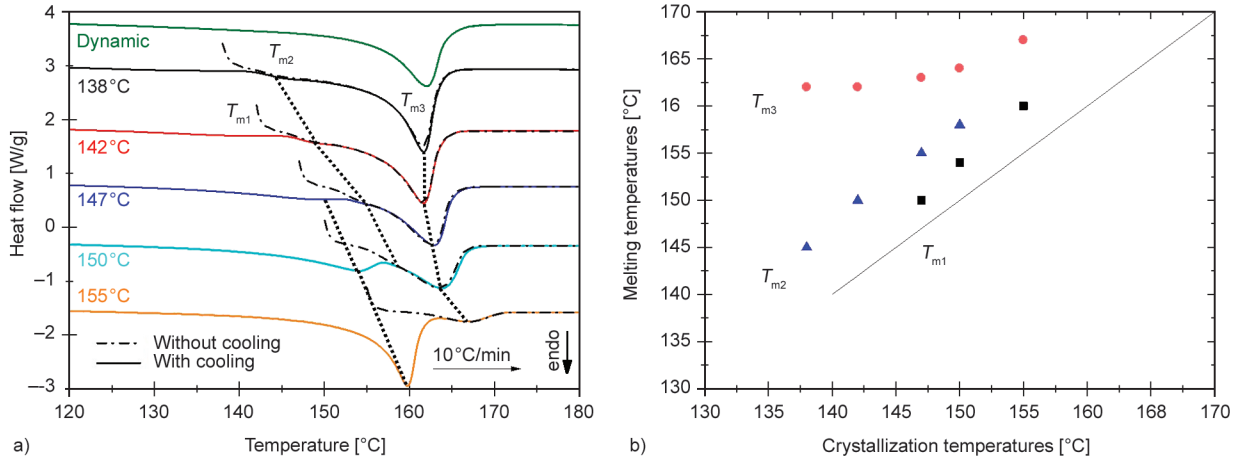 4
3
2
1
0
–1
–2
–3
Heat flow [W/g]
Dynamic
138°C
142°C
147°C
150°C
155°C
Tm2
Tm1
Tm3
Without cooling
With cooling
10°C/min
endo
120
130
140
150
160
170
180
a)
Temperature [°C]
170
165
160
154
150
145
140
135
130
Melting temperatures [°C]
Tm3
Tm2
Tm1
130
135
140
145
150
155
160
168
170
b)
Crystallization temperatures [°C]